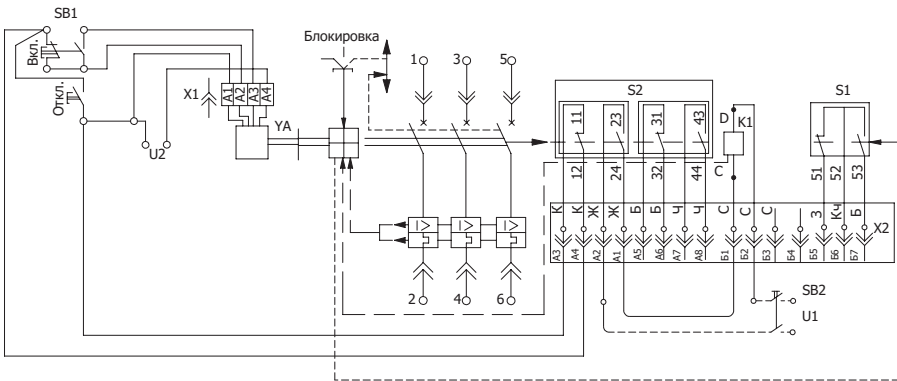 SB1
Вкл.
Откл.
X1
A1
A2
A3
A4
U2
YA
Блокировка
1
3
5
2
4
6
S2
11
23
31
43
12
24
32
44
D
K1
C
S1
51
52
53
К
К
Ж
Ж
Б
Б
Ч
Ч
С
С
С
З
Кч
Б
X2
А3
А4
А2
А1
А5
А6
А7
А8
Б1
Б2
Б3
Б4
Б5
Б6
Б7
SB2
U1
I>
I>
I>